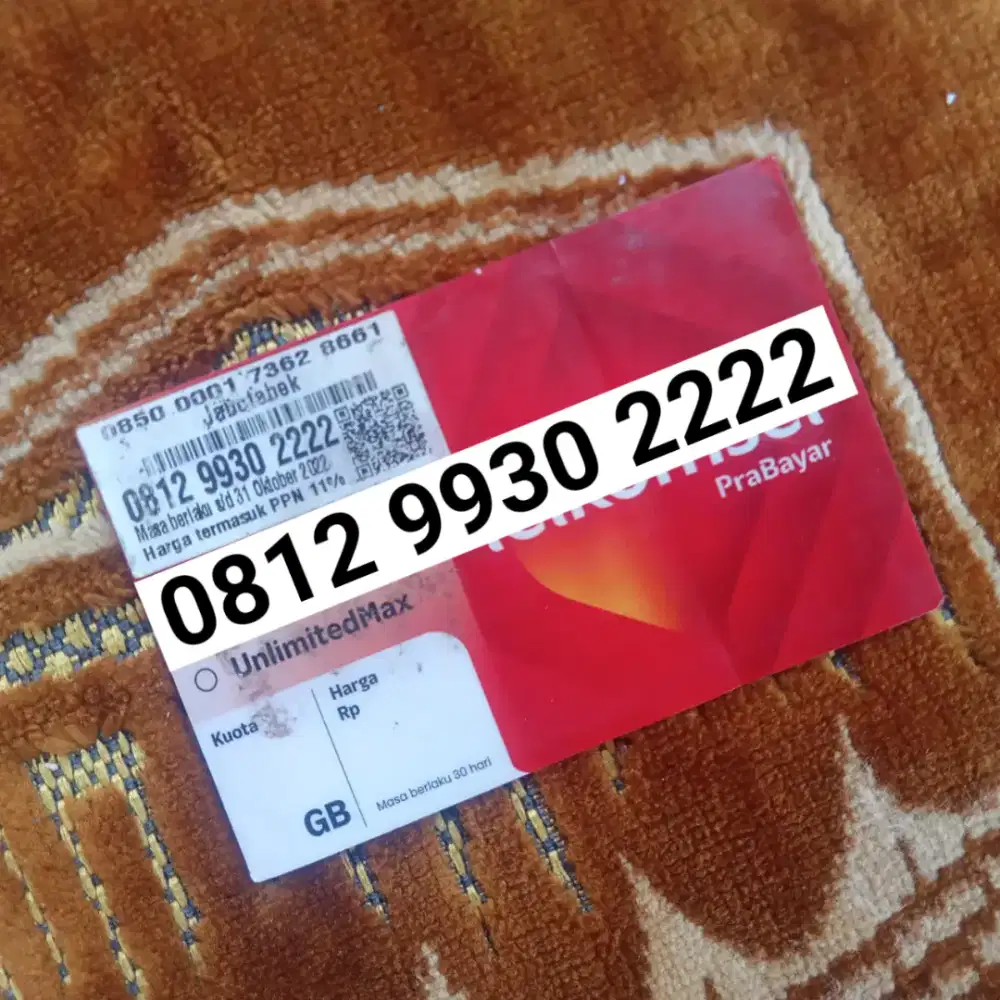 0850 0001 7362 8661
Jabotabek
0812 9930 2222
Masa berlaku s/d 31 Oktober 2022
Harga termasuk PPN 11%
0812 9930 2222
PraBayar
UnlimitedMax
Kuota
Harga
Rp
GB
Masa berlaku 30 hari